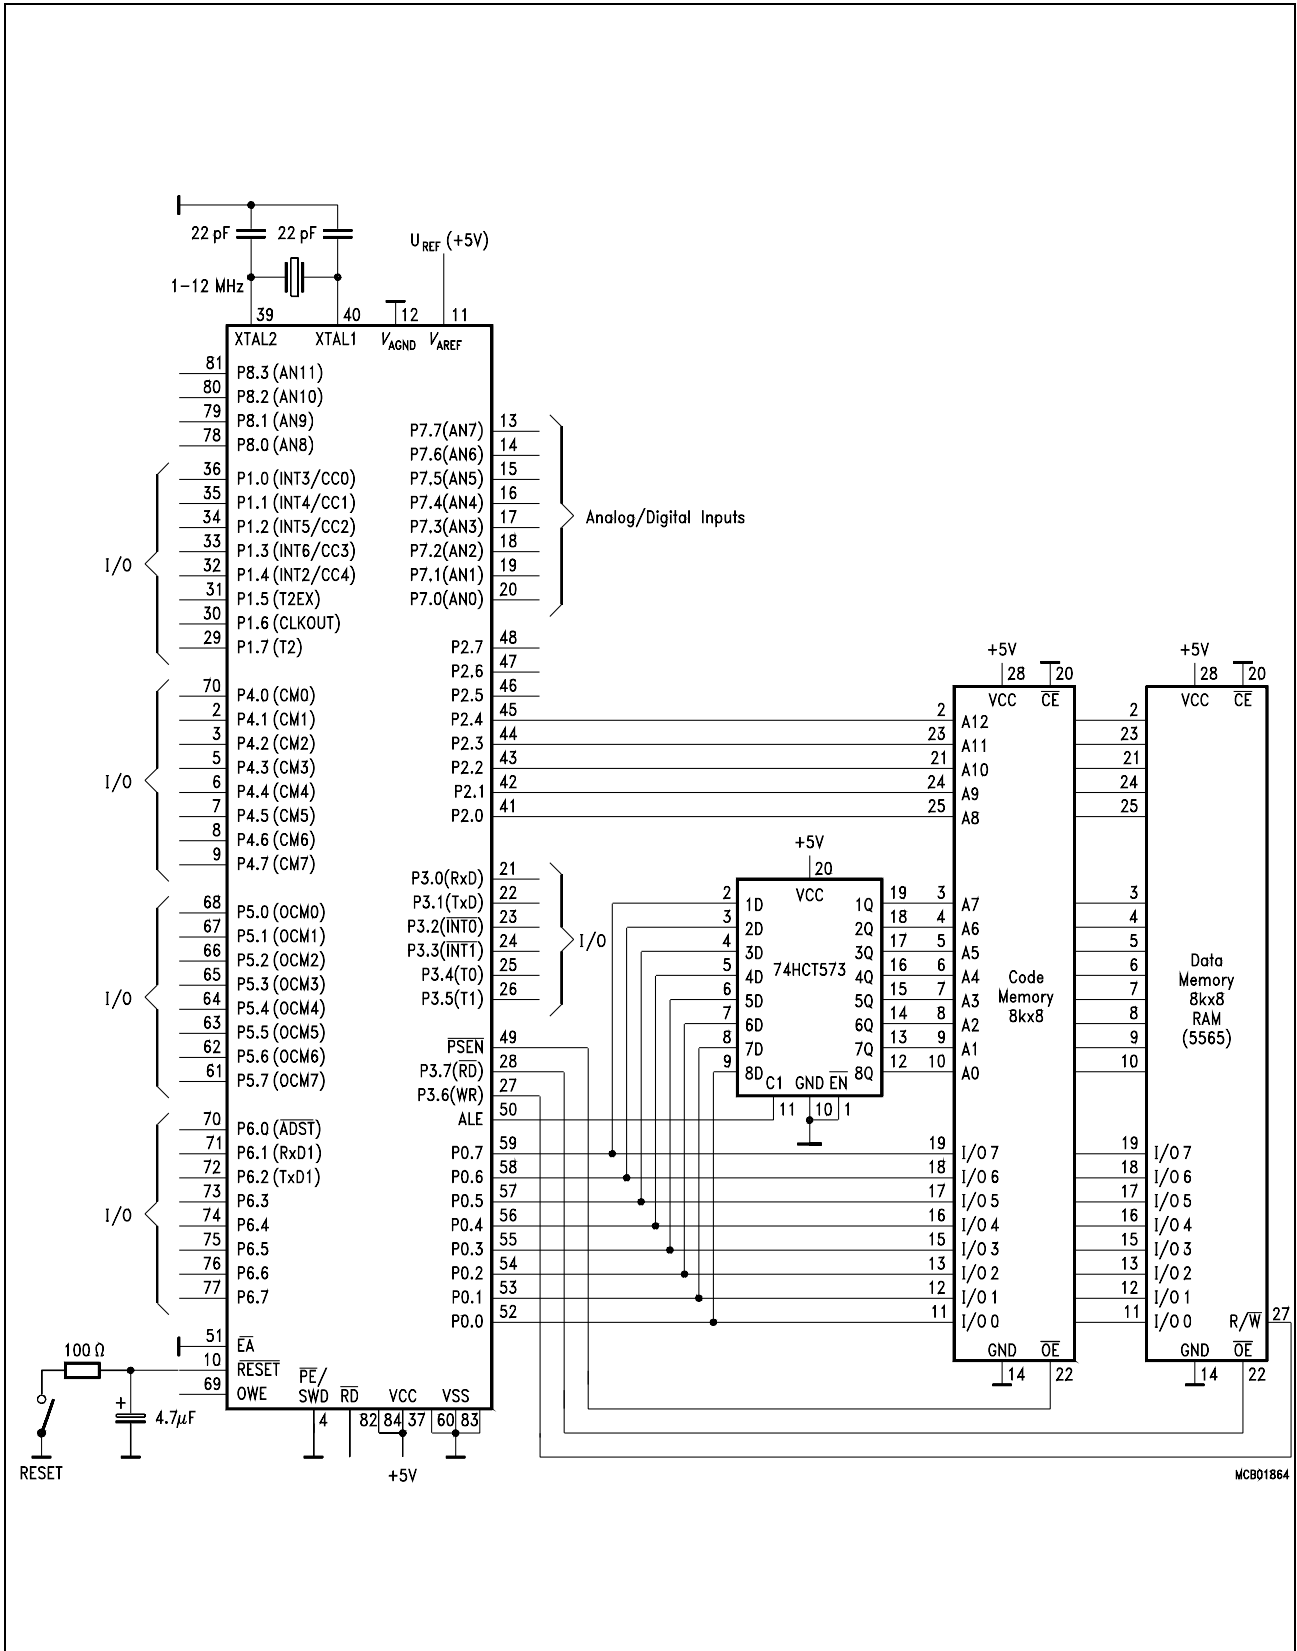 22 pF
22 pF
U REF (+5V)
1–12 MHz
39
40
12
11
XTAL2
XTAL1
VAGND
VAREF
81
P8.3 (AN11)
80
P8.2 (AN10)
79
P8.1 (AN9)
78
P8.0 (AN8)
I/O
36
P1.0 (INT3/CC0)
35
P1.1 (INT4/CC1)
34
P1.2 (INT5/CC2)
33
P1.3 (INT6/CC3)
32
P1.4 (INT2/CC4)
31
P1.5 (T2EX)
30
P1.6 (CLKOUT)
29
P1.7 (T2)
I/O
70
P4.0 (CM0)
2
P4.1 (CM1)
3
P4.2 (CM2)
5
P4.3 (CM3)
6
P4.4 (CM4)
7
P4.5 (CM5)
8
P4.6 (CM6)
9
P4.7 (CM7)
I/O
68
P5.0 (OCM0)
67
P5.1 (OCM1)
66
P5.2 (OCM2)
65
P5.3 (OCM3)
64
P5.4 (OCM4)
63
P5.5 (OCM5)
62
P5.6 (OCM6)
61
P5.7 (OCM7)
I/O
70
P6.0 (ADST)
71
P6.1 (RxD1)
72
P6.2 (TxD1)
73
P6.3
74
P6.4
75
P6.5
76
P6.6
77
P6.7
51
EA
10
RESET
69
OWE
100 Ω
+
4.7µF
RESET
PE/
SWD
RD
VCC
VSS
4
82
84
37
60
83
+5V
P7.7(AN7)
13
P7.6(AN6)
14
P7.5(AN5)
15
P7.4(AN4)
16
P7.3(AN3)
17
P7.2(AN2)
18
P7.1(AN1)
19
P7.0(AN0)
20
Analog/Digital Inputs
P2.7
48
P2.6
47
P2.5
46
P2.4
45
P2.3
44
P2.2
43
P2.1
42
P2.0
41
P3.0(RxD)
21
P3.1(TxD)
22
P3.2(INT0)
23
P3.3(INT1)
24
P3.4(T0)
25
P3.5(T1)
26
I/O
PSEN
49
P3.7(RD)
28
P3.6(WR)
27
ALE
50
P0.7
59
P0.6
58
P0.5
57
P0.4
56
P0.3
55
P0.2
54
P0.1
53
P0.0
52
+5V
20
VCC
2
1D
1Q
19
3
2D
2Q
18
4
3D
3Q
17
5
4D
4Q
16
6
5D
5Q
15
7
6D
6Q
14
8
7D
7Q
13
9
8D
8Q
12
74HCT573
C1
GND
EN
11
10
1
+5V
28
20
VCC
CE
2
A12
23
A11
21
A10
24
A9
25
A8
3
A7
4
A6
5
A5
6
A4
7
A3
8
A2
9
A1
10
A0
Code
Memory
8kx8
19
I/O 7
18
I/O 6
17
I/O 5
16
I/O 4
15
I/O 3
13
I/O 2
12
I/O 1
11
I/O 0
GND
OE
14
22
+5V
28
20
VCC
CE
2
23
21
24
25
3
4
5
6
7
8
9
10
Data
Memory
8kx8
RAM
(5565)
19
I/O 7
18
I/O 6
17
I/O 5
16
I/O 4
15
I/O 3
13
I/O 2
12
I/O 1
11
I/O 0
R/W
27
GND
OE
14
22
MCB01864